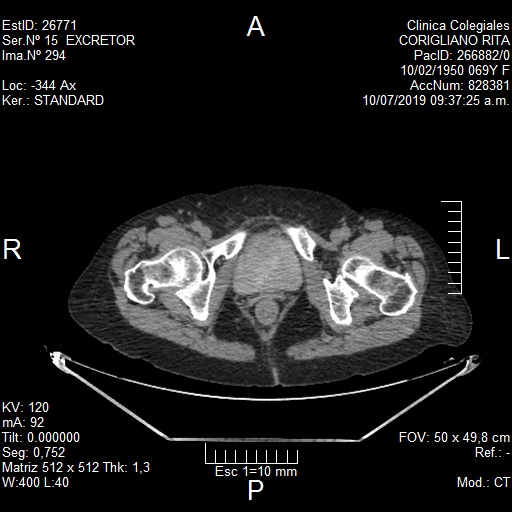 EstID: 26771
Ser.Nº 15 EXCRETOR
Ima.Nº 294
Loc: -344 Ax
Ker.: STANDARD
A
Clinica Colegiales
CORIGLIANO RITA
PacID: 266882/0
10/02/1950 069Y F
AccNum: 828381
10/07/2019 09:37:25 a.m.
R
L
KV: 120
mA: 92
Tilt: 0.000000
Seg: 0,752
Matriz 512 x 512 Thk: 1,3
W:400 L:40
Esc 1=10 mm
P
FOV: 50 x 49,8 cm
Ref.: -
Mod.: CT